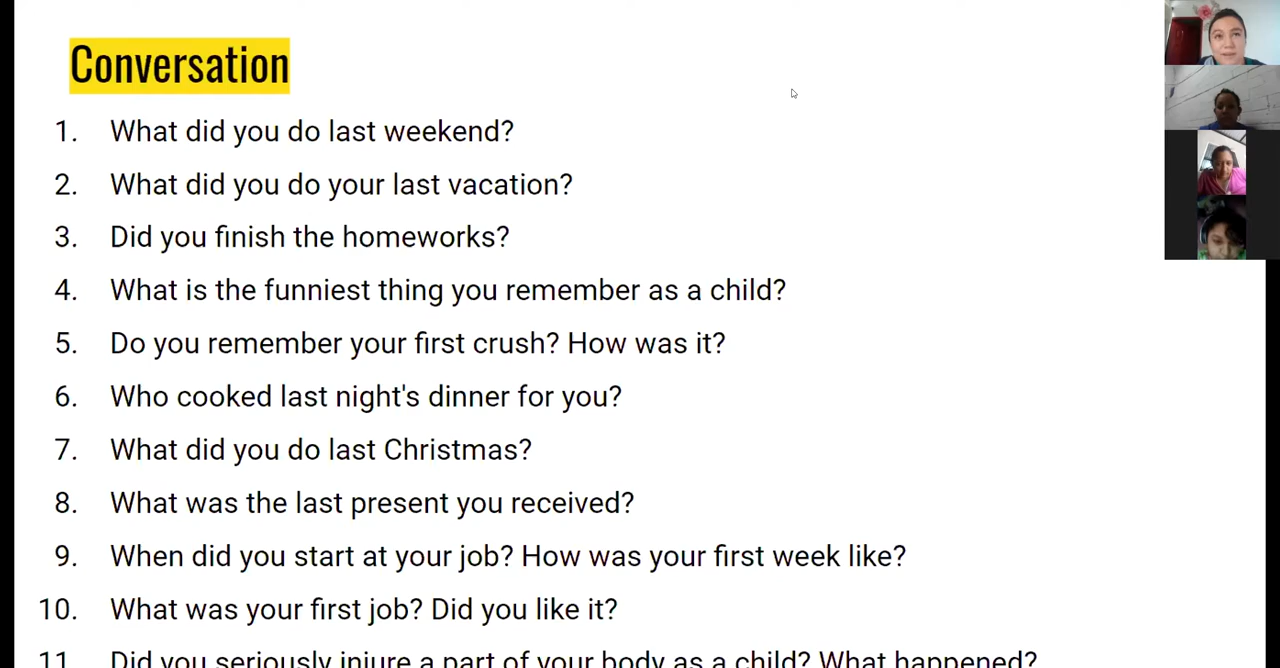 Conversation
1. What did you do last weekend?
2. What did you do your last vacation?
3. Did you finish the homeworks?
4. What is the funniest thing you remember as a child?
5. Do you remember your first crush? How was it?
6. Who cooked last night's dinner for you?
7. What did you do last Christmas?
8. What was the last present you received?
9. When did you start at your job? How was your first week like?
10. What was your first job? Did you like it?
11. Did you seriously injure a part of your body as a child? What happened?